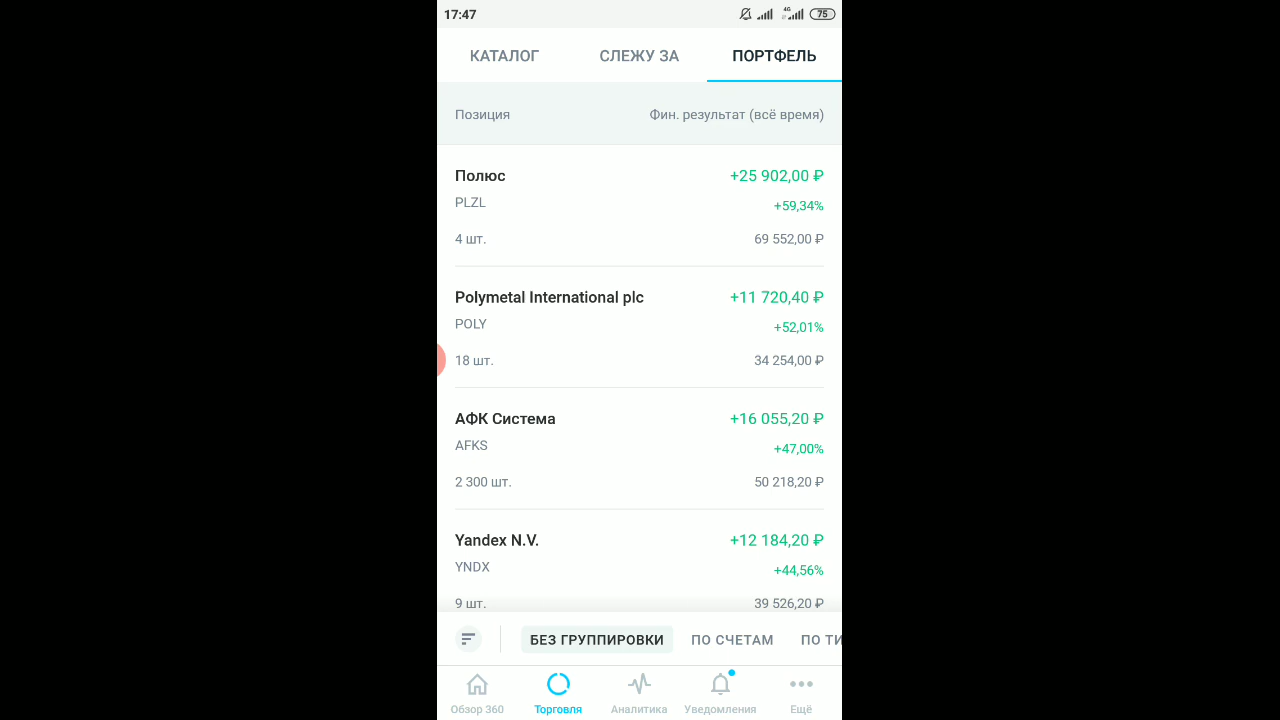 17:47
4G
75
КАТАЛОГ
СЛЕЖУ ЗА
ПОРТФЕЛЬ
Позиция
Фин. результат (всё время)
Полюс
+25 902,00 ₽
PLZL
+59,34%
4 шт.
69 552,00 ₽
Polymetal International plc
+11 720,40 ₽
POLY
+52,01%
18 шт.
34 254,00 ₽
АФК Система
+16 055,20 ₽
AFKS
+47,00%
2 300 шт.
50 218,20 ₽
Yandex N.V.
+12 184,20 ₽
YNDX
+44,56%
9 шт.
39 526,20 ₽
БЕЗ ГРУППИРОВКИ
ПО СЧЕТАМ
ПО ТИ
Обзор 360
Торговля
Аналитика
Уведомления
Ещё